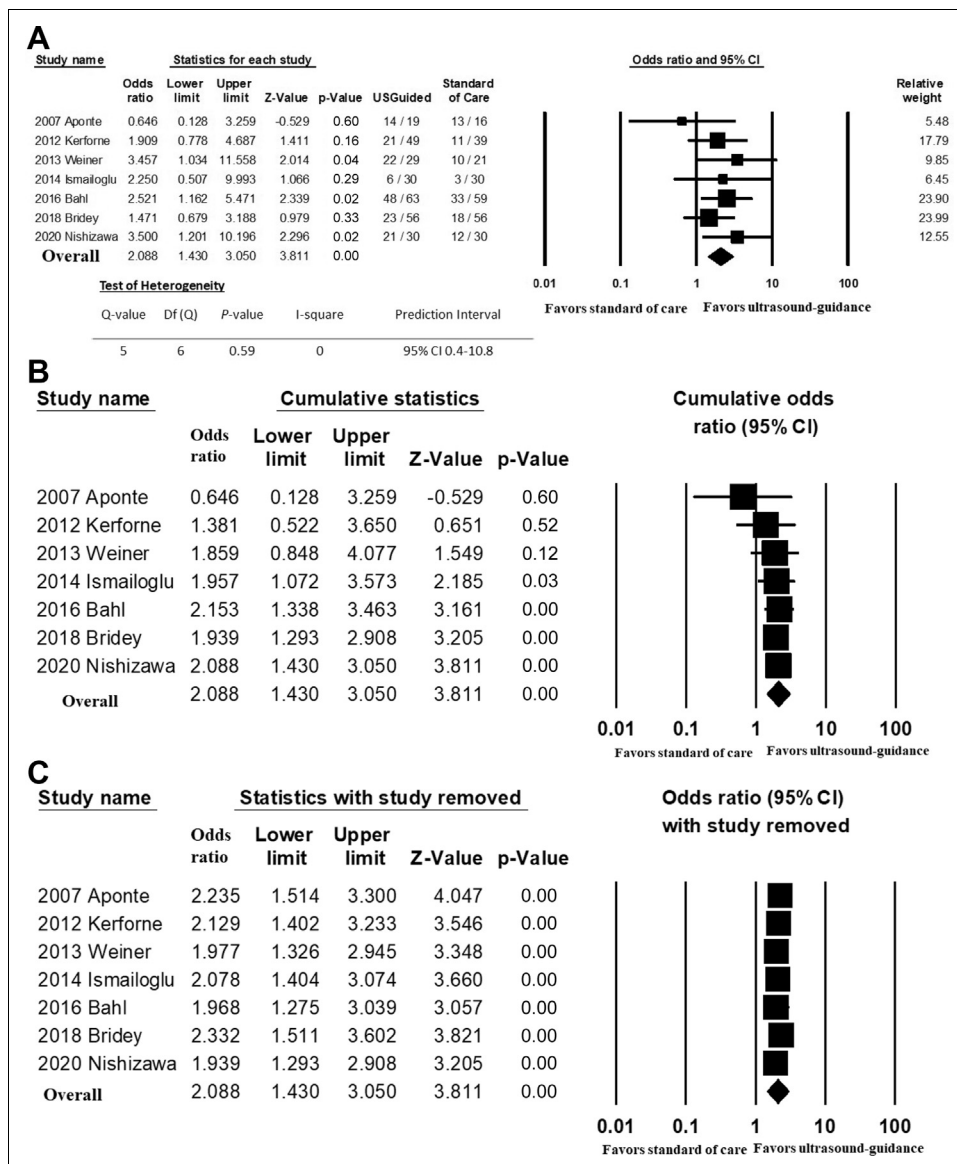 A
Study name Statistics for each study Odds ratio and 95% CI
Odds ratio Lower limit Upper limit Z-Value p-Value USGuided Standard of Care Relative weight
2007 Aponte 0.646 0.128 3.259 -0.529 0.60 14 / 19 13 / 16 5.48
2012 Kerforne 1.909 0.778 4.687 1.411 0.16 21 / 49 11 / 39 17.79
2013 Weiner 3.457 1.034 11.558 2.014 0.04 22 / 29 10 / 21 9.85
2014 Ismailoglu 2.250 0.507 9.993 1.066 0.29 6 / 30 3 / 30 6.45
2016 Bahl 2.521 1.162 5.471 2.339 0.02 48 / 63 33 / 59 23.90
2018 Bridey 1.471 0.679 3.188 0.979 0.33 23 / 56 18 / 56 23.99
2020 Nishizawa 3.500 1.201 10.196 2.296 0.02 21 / 30 12 / 30 12.55
Overall 2.088 1.430 3.050 3.811 0.00
0.01 0.1 1 10 100
Favors standard of care Favors ultrasound-guidance
Test of Heterogeneity
Q-value Df (Q) P-value I-square Prediction Interval
5 6 0.59 0 95% CI 0.4-10.8
B
Study name Cumulative statistics Cumulative odds ratio (95% CI)
Odds ratio Lower limit Upper limit Z-Value p-Value
2007 Aponte 0.646 0.128 3.259 -0.529 0.60
2012 Kerforne 1.381 0.522 3.650 0.651 0.52
2013 Weiner 1.859 0.848 4.077 1.549 0.12
2014 Ismailoglu 1.957 1.072 3.573 2.185 0.03
2016 Bahl 2.153 1.338 3.463 3.161 0.00
2018 Bridey 1.939 1.293 2.908 3.205 0.00
2020 Nishizawa 2.088 1.430 3.050 3.811 0.00
Overall 2.088 1.430 3.050 3.811 0.00
0.01 0.1 1 10 100
Favors standard of care Favors ultrasound-guidance
C
Study name Statistics with study removed Odds ratio (95% CI) with study removed
Odds ratio Lower limit Upper limit Z-Value p-Value
2007 Aponte 2.235 1.514 3.300 4.047 0.00
2012 Kerforne 2.129 1.402 3.233 3.546 0.00
2013 Weiner 1.977 1.326 2.945 3.348 0.00
2014 Ismailoglu 2.078 1.404 3.074 3.660 0.00
2016 Bahl 1.968 1.275 3.039 3.057 0.00
2018 Bridey 2.332 1.511 3.602 3.821 0.00
2020 Nishizawa 1.939 1.293 2.908 3.205 0.00
Overall 2.088 1.430 3.050 3.811 0.00
0.01 0.1 1 10 100
Favors standard of care Favors ultrasound-guidance